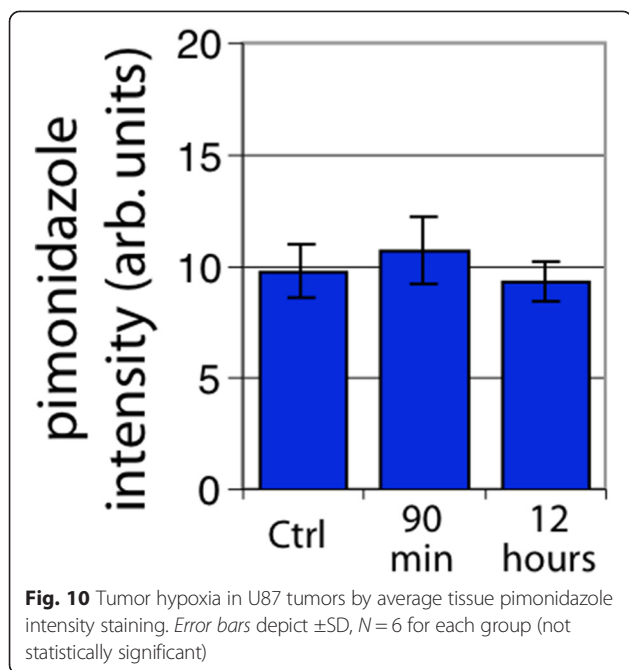 pimonidazole
intensity (arb. units)
20
15
10
5
0
Ctrl
90
min
12
hours
Fig. 10 Tumor hypoxia in U87 tumors by average tissue pimonidazole
intensity staining. Error bars depict ±SD, N = 6 for each group (not
statistically significant)